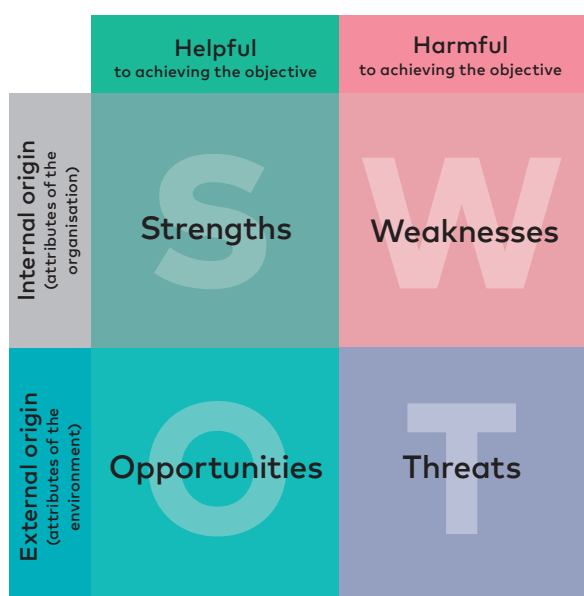 Helpful
to achieving the objective
Harmful
to achieving the objective
Internal origin
(attributes of the
organisation)
S
Strengths
W
Weaknesses
External origin
(attributes of the
environment)
O
Opportunities
T
Threats